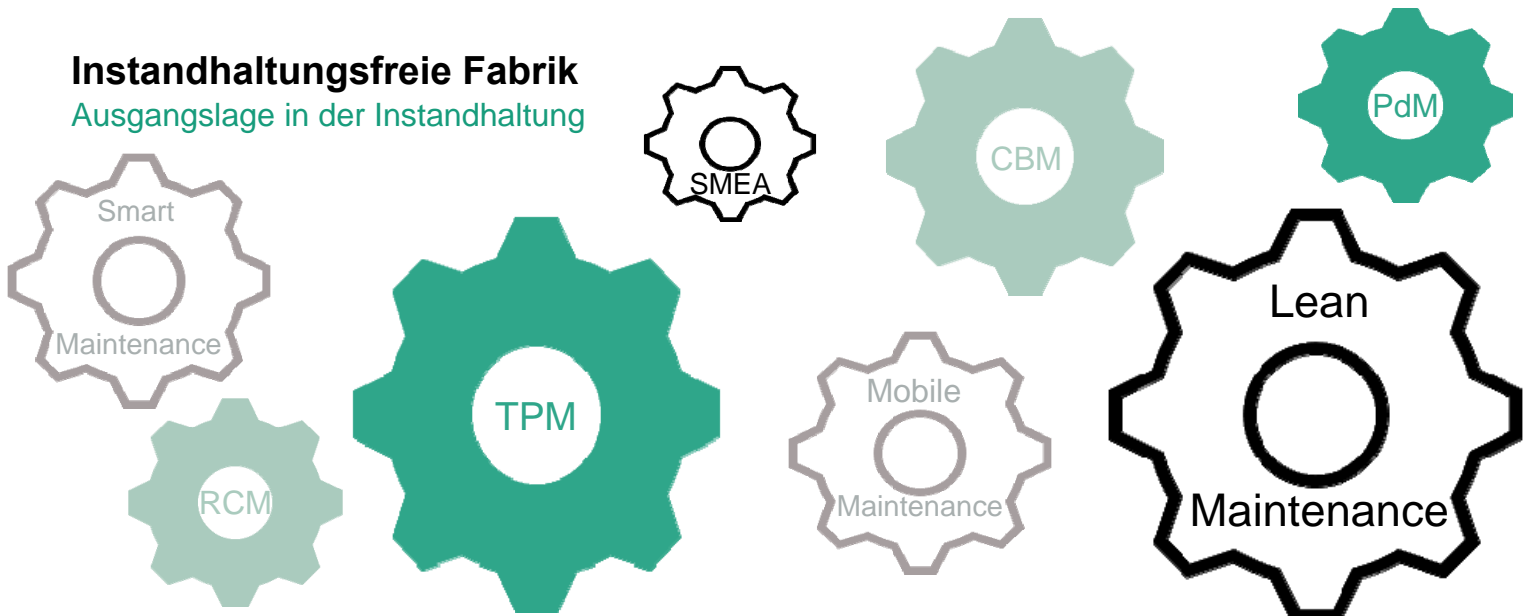 Instandhaltungsfreie Fabrik
Ausgangslage in der Instandhaltung
SMEA
CBM
PdM
Smart
Maintenance
RCM
TPM
Mobile
Maintenance
Lean
Maintenance